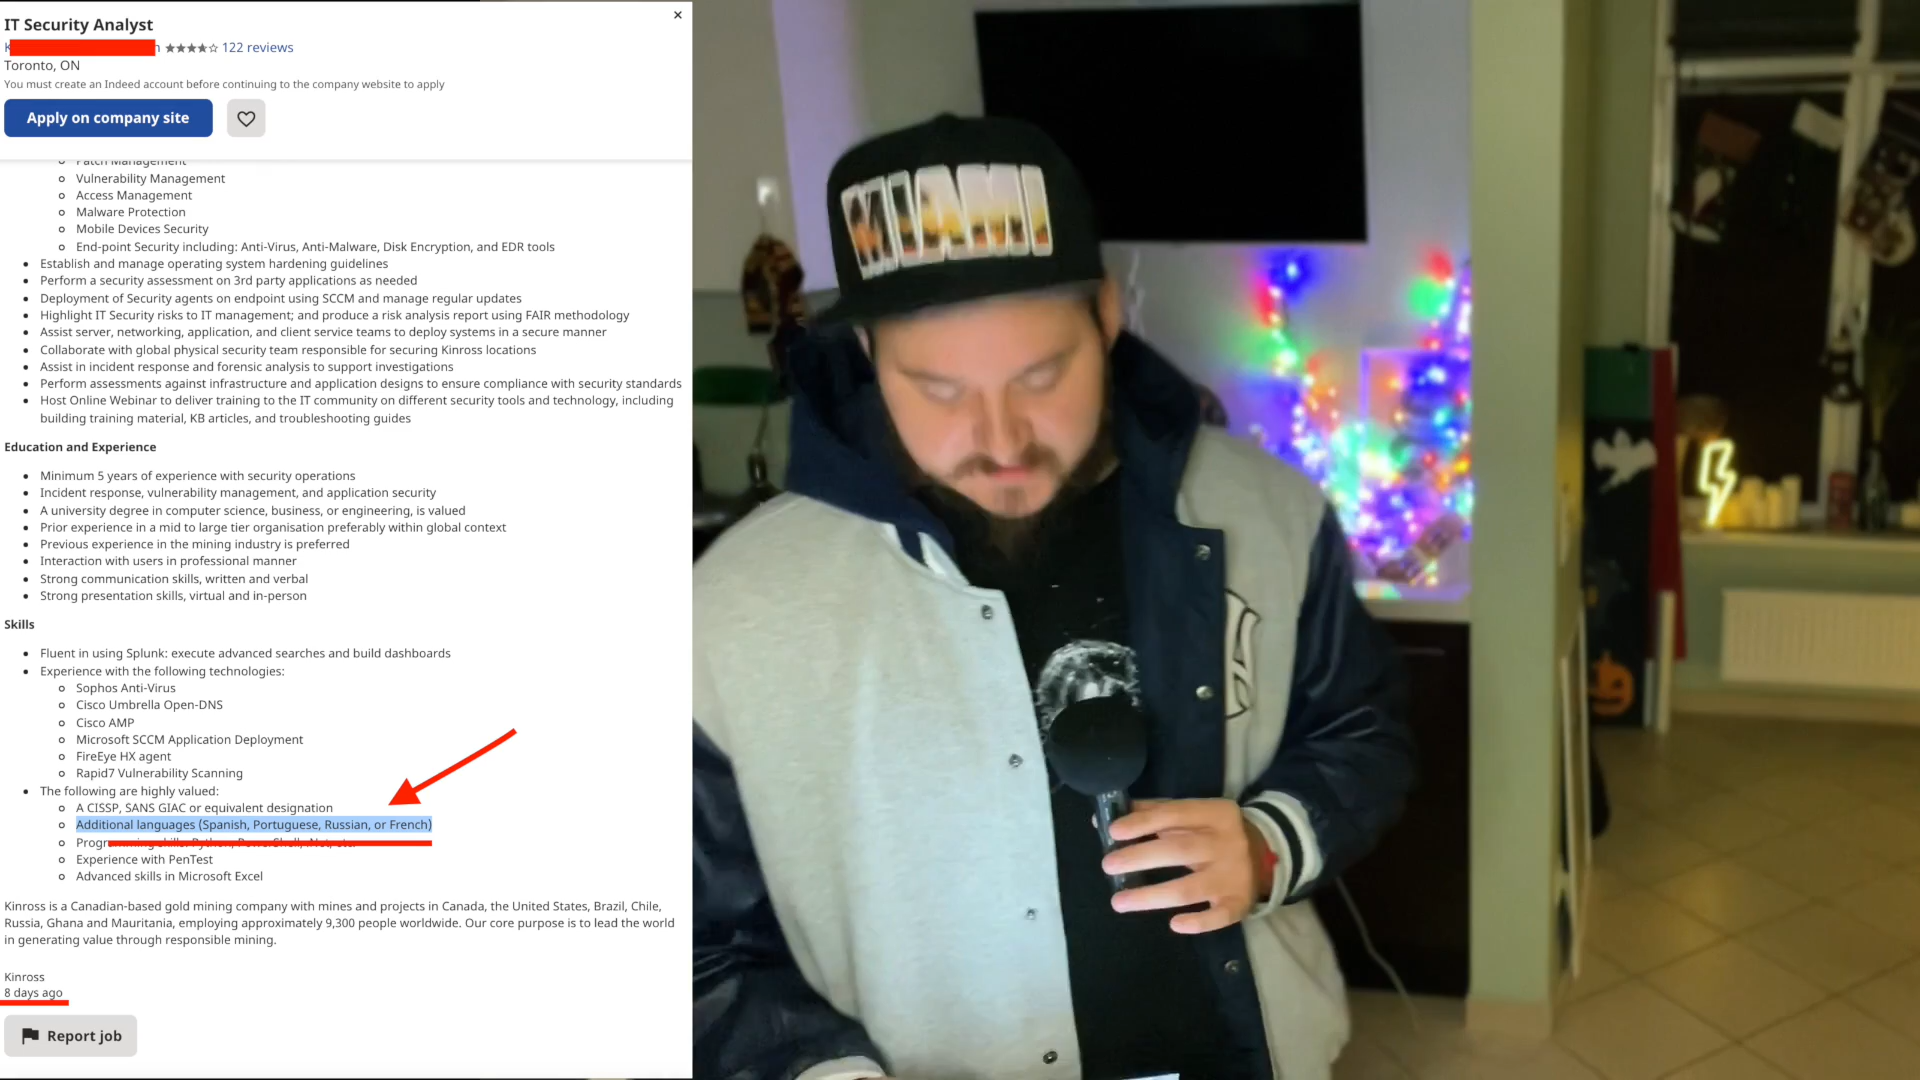 IT Security Analyst
122 reviews
Toronto, ON
You must create an Indeed account before continuing to the company website to apply
Apply on company site
Patch Management
Vulnerability Management
Access Management
Malware Protection
Mobile Devices Security
End-point Security including: Anti-Virus, Anti-Malware, Disk Encryption, and EDR tools
Establish and manage operating system hardening guidelines
Perform a security assessment on 3rd party applications as needed
Deployment of Security agents on endpoint using SCCM and manage regular updates
Highlight IT Security risks to IT management; and produce a risk analysis report using FAIR methodology
Assist server, networking, application, and client service teams to deploy systems in a secure manner
Collaborate with global physical security team responsible for securing Kinross locations
Assist in incident response and forensic analysis to support investigations
Perform assessments against infrastructure and application designs to ensure compliance with security standards
Host Online Webinar to deliver training to the IT community on different security tools and technology, including
building training material, KB articles, and troubleshooting guides
Education and Experience
Minimum 5 years of experience with security operations
Incident response, vulnerability management, and application security
A university degree in computer science, business, or engineering, is valued
Prior experience in a mid to large tier organisation preferably within global context
Previous experience in the mining industry is preferred
Interaction with users in professional manner
Strong communication skills, written and verbal
Strong presentation skills, virtual and in-person
Skills
Fluent in using Splunk: execute advanced searches and build dashboards
Experience with the following technologies:
Sophos Anti-Virus
Cisco Umbrella Open-DNS
Cisco AMP
Microsoft SCCM Application Deployment
FireEye HX agent
Rapid7 Vulnerability Scanning
The following are highly valued:
A CISSP, SANS GIAC or equivalent designation
Additional languages (Spanish, Portuguese, Russian, or French)
Programming skills: Python, PowerShell, .Net, etc.
Experience with PenTest
Advanced skills in Microsoft Excel
Kinross is a Canadian-based gold mining company with mines and projects in Canada, the United States, Brazil, Chile,
Russia, Ghana and Mauritania, employing approximately 9,300 people worldwide. Our core purpose is to lead the world
in generating value through responsible mining.
Kinross
8 days ago
Report job
MIAMI